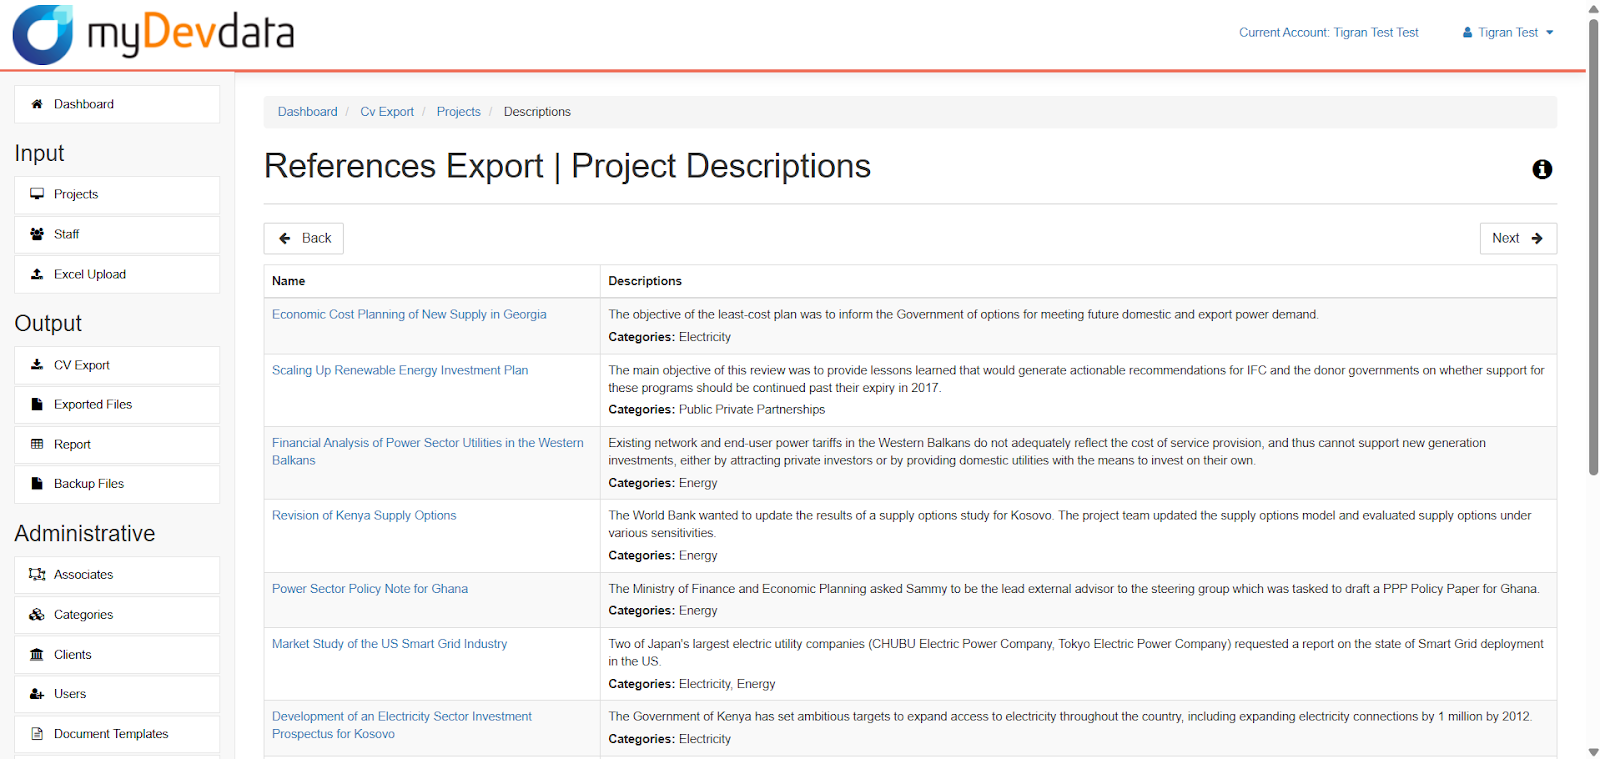 myDevdata
Current Account: Tigran Test Test
Tigran Test
Dashboard
Input
Projects
Staff
Excel Upload
Output
CV Export
Exported Files
Report
Backup Files
Administrative
Associates
Categories
Clients
Users
Document Templates
Dashboard / Cv Export / Projects / Descriptions
References Export | Project Descriptions
Back
Next
Name
Descriptions
Economic Cost Planning of New Supply in Georgia
The objective of the least-cost plan was to inform the Government of options for meeting future domestic and export power demand.
Categories: Electricity
Scaling Up Renewable Energy Investment Plan
The main objective of this review was to provide lessons learned that would generate actionable recommendations for IFC and the donor governments on whether support for
these programs should be continued past their expiry in 2017.
Categories: Public Private Partnerships
Financial Analysis of Power Sector Utilities in the Western
Balkans
Existing network and end-user power tariffs in the Western Balkans do not adequately reflect the cost of service provision, and thus cannot support new generation
investments, either by attracting private investors or by providing domestic utilities with the means to invest on their own.
Categories: Energy
Revision of Kenya Supply Options
The World Bank wanted to update the results of a supply options study for Kosovo. The project team updated the supply options model and evaluated supply options under
various sensitivities.
Categories: Energy
Power Sector Policy Note for Ghana
The Ministry of Finance and Economic Planning asked Sammy to be the lead external advisor to the steering group which was tasked to draft a PPP Policy Paper for Ghana.
Categories: Energy
Market Study of the US Smart Grid Industry
Two of Japan's largest electric utility companies (CHUBU Electric Power Company, Tokyo Electric Power Company) requested a report on the state of Smart Grid deployment
in the US.
Categories: Electricity, Energy
Development of an Electricity Sector Investment
Prospectus for Kosovo
The Government of Kenya has set ambitious targets to expand access to electricity throughout the country, including expanding electricity connections by 1 million by 2012.
Categories: Electricity